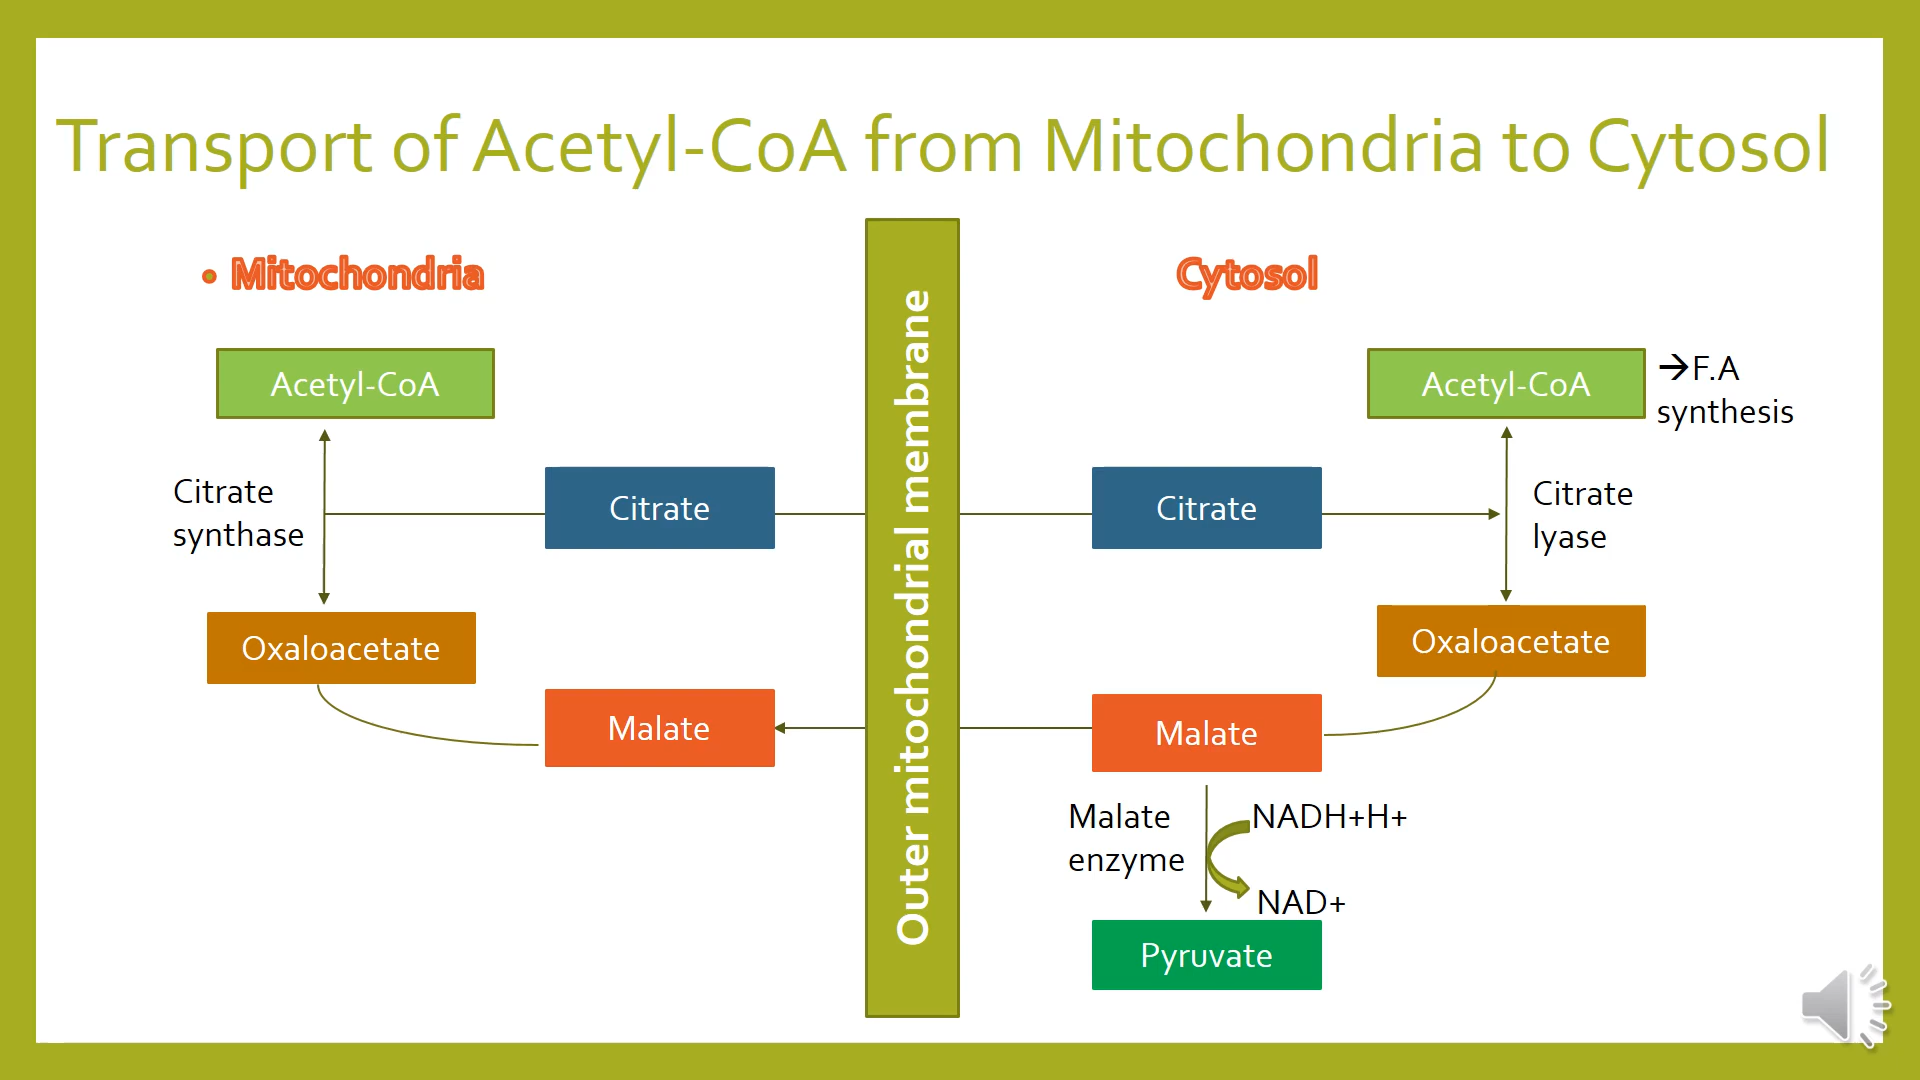 Transport of Acetyl-CoA from Mitochondria to Cytosol
• Mitochondria
Cytosol
Outer mitochondrial membrane
Acetyl-CoA
Citrate
synthase
Citrate
Oxaloacetate
Malate
Acetyl-CoA
→F.A
synthesis
Citrate
Citrate
lyase
Oxaloacetate
Malate
Malate
enzyme
NADH+H+
NAD+
Pyruvate